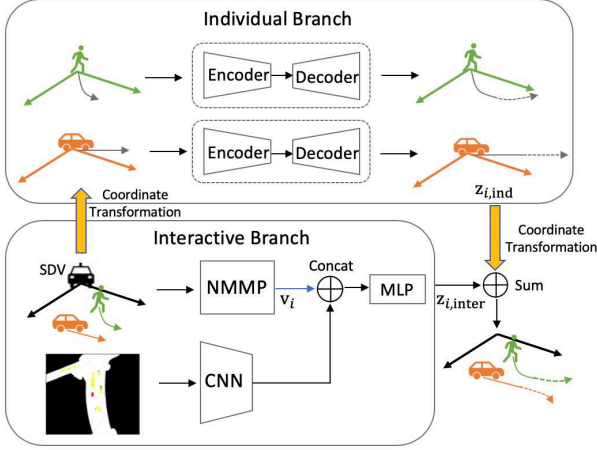 Individual Branch
Encoder
Decoder
Encoder
Decoder
z_{i,ind}
Coordinate
Transformation
Coordinate
Transformation
Interactive Branch
SDV
NMMP
v_i
Concat
MLP
z_{i,inter}
Sum
CNN